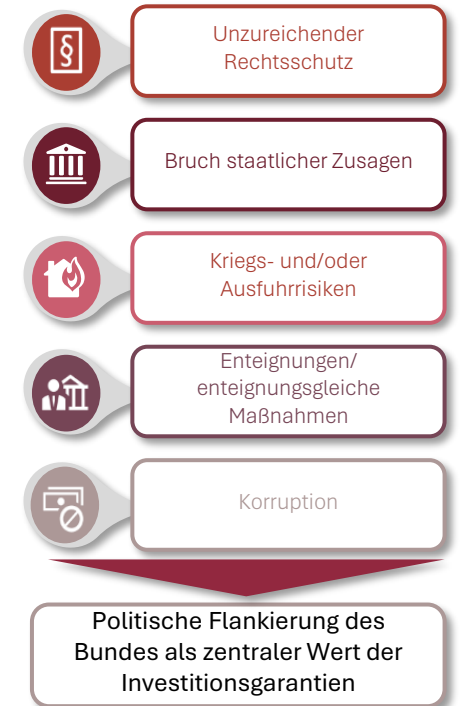 §
Unzureichender
Rechtsschutz
Bruch staatlicher Zusagen
Kriegs- und/oder
Ausfuhrrisiken
Enteignungen/
enteignungsgleiche
Maßnahmen
Korruption
Politische Flankierung des
Bundes als zentraler Wert der
Investitionsgarantien